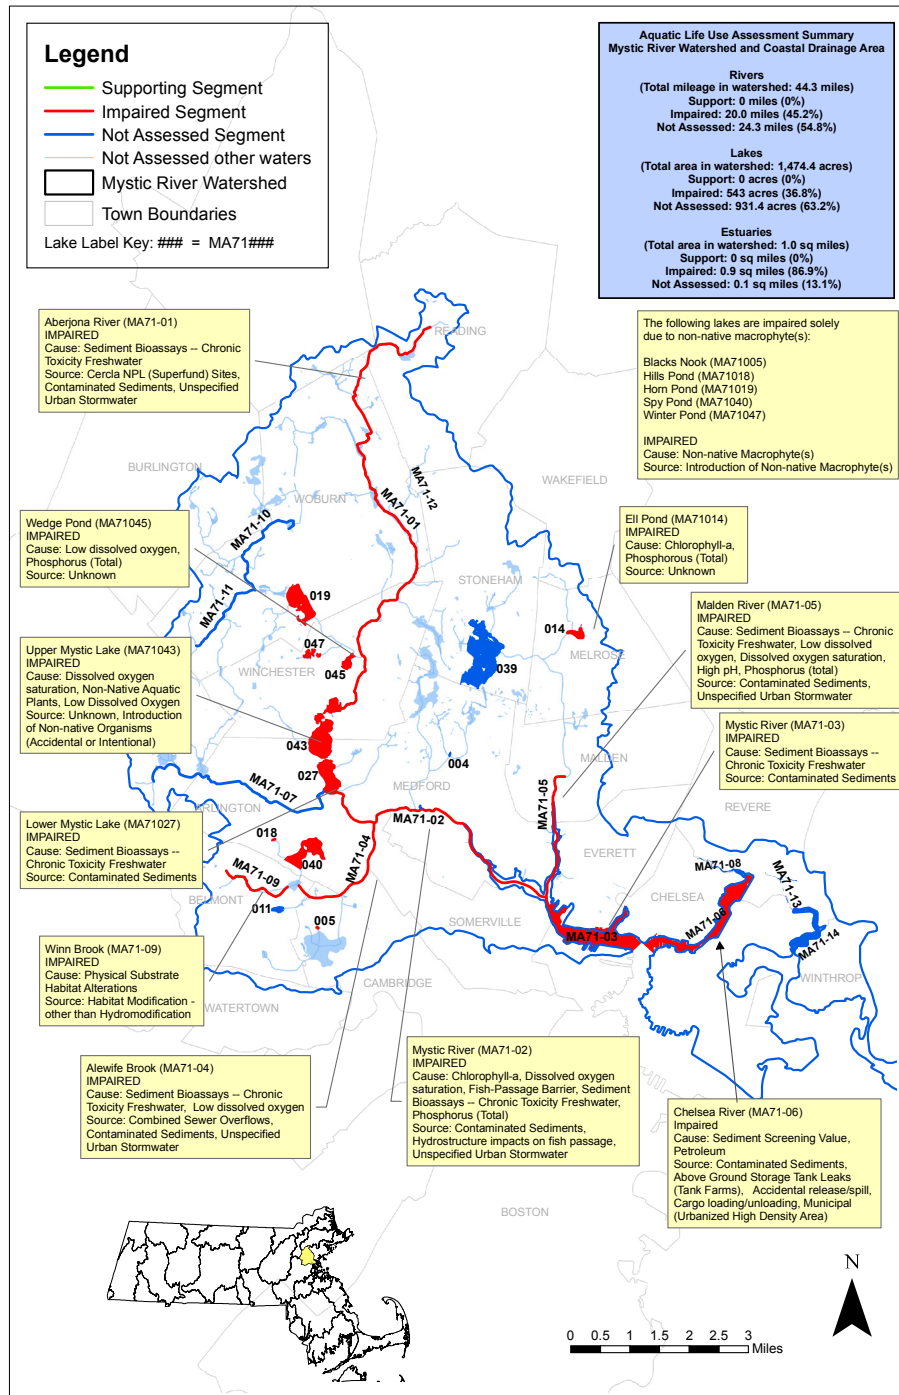 Legend
Supporting Segment
Impaired Segment
Not Assessed Segment
Not Assessed other waters
Mystic River Watershed
Town Boundaries
Lake Label Key: ### = MA71###
Aquatic Life Use Assessment Summary
Mystic River Watershed and Coastal Drainage Area
Rivers
(Total mileage in watershed: 44.3 miles)
Support: 0 miles (0%)
Impaired: 20.0 miles (45.2%)
Not Assessed: 24.3 miles (54.8%)
Lakes
(Total area in watershed: 1,474.4 acres)
Support: 0 acres (0%)
Impaired: 543 acres (36.8%)
Not Assessed: 931.4 acres (63.2%)
Estuaries
(Total area in watershed: 1.0 sq miles)
Support: 0 sq miles (0%)
Impaired: 0.9 sq miles (86.9%)
Not Assessed: 0.1 sq miles (13.1%)
Aberjona River (MA71-01)
IMPAIRED
Cause: Sediment Bioassays -- Chronic
Toxicity Freshwater
Source: Cercla NPL (Superfund) Sites,
Contaminated Sediments, Unspecified
Urban Stormwater
The following lakes are impaired solely
due to non-native macrophyte(s):
Blacks Nook (MA71005)
Hills Pond (MA71018)
Horn Pond (MA71019)
Spy Pond (MA71040)
Winter Pond (MA71047)
IMPAIRED
Cause: Non-native Macrophyte(s)
Source: Introduction of Non-native Macrophyte(s)
READING
BURLINGTON
WOBURN
WAKEFIELD
STONEHAM
MELROSE
WINCHESTER
MEDFORD
MALDEN
REVERE
ARLINGTON
EVERETT
CHELSEA
BELMONT
SOMERVILLE
WINTHROP
CAMBRIDGE
WATERTOWN
BOSTON
MA71-12
MA71-01
MA71-10
MA71-11
MA71-07
MA71-02
MA71-05
MA71-04
MA71-09
MA71-03
MA71-06
MA71-08
MA71-13
MA71-14
019
047
045
043
027
039
014
004
018
040
011
005
Wedge Pond (MA71045)
IMPAIRED
Cause: Low dissolved oxygen,
Phosphorus (Total)
Source: Unknown
Ell Pond (MA71014)
IMPAIRED
Cause: Chlorophyll-a,
Phosphorous (Total)
Source: Unknown
Upper Mystic Lake (MA71043)
IMPAIRED
Cause: Dissolved oxygen
saturation, Non-Native Aquatic
Plants, Low Dissolved Oxygen
Source: Unknown, Introduction
of Non-native Organisms
(Accidental or Intentional)
Malden River (MA71-05)
IMPAIRED
Cause: Sediment Bioassays -- Chronic
Toxicity Freshwater, Low dissolved
oxygen, Dissolved oxygen saturation,
High pH, Phosphorus (total)
Source: Contaminated Sediments,
Unspecified Urban Stormwater
Mystic River (MA71-03)
IMPAIRED
Cause: Sediment Bioassays --
Chronic Toxicity Freshwater
Source: Contaminated Sediments
Lower Mystic Lake (MA71027)
IMPAIRED
Cause: Sediment Bioassays --
Chronic Toxicity Freshwater
Source: Contaminated Sediments
Winn Brook (MA71-09)
IMPAIRED
Cause: Physical Substrate
Habitat Alterations
Source: Habitat Modification -
other than Hydromodification
Alewife Brook (MA71-04)
IMPAIRED
Cause: Sediment Bioassays -- Chronic
Toxicity Freshwater, Low dissolved oxygen
Source: Combined Sewer Overflows,
Contaminated Sediments, Unspecified
Urban Stormwater
Mystic River (MA71-02)
IMPAIRED
Cause: Chlorophyll-a, Dissolved oxygen
saturation, Fish-Passage Barrier, Sediment
Bioassays -- Chronic Toxicity Freshwater,
Phosphorus (Total)
Source: Contaminated Sediments,
Hydrostructure impacts on fish passage,
Unspecified Urban Stormwater
Chelsea River (MA71-06)
Impaired
Cause: Sediment Screening Value,
Petroleum
Source: Contaminated Sediments,
Above Ground Storage Tank Leaks
(Tank Farms), Accidental release/spill,
Cargo loading/unloading, Municipal
(Urbanized High Density Area)
N
0 0.5 1 1.5 2 2.5 3
Miles